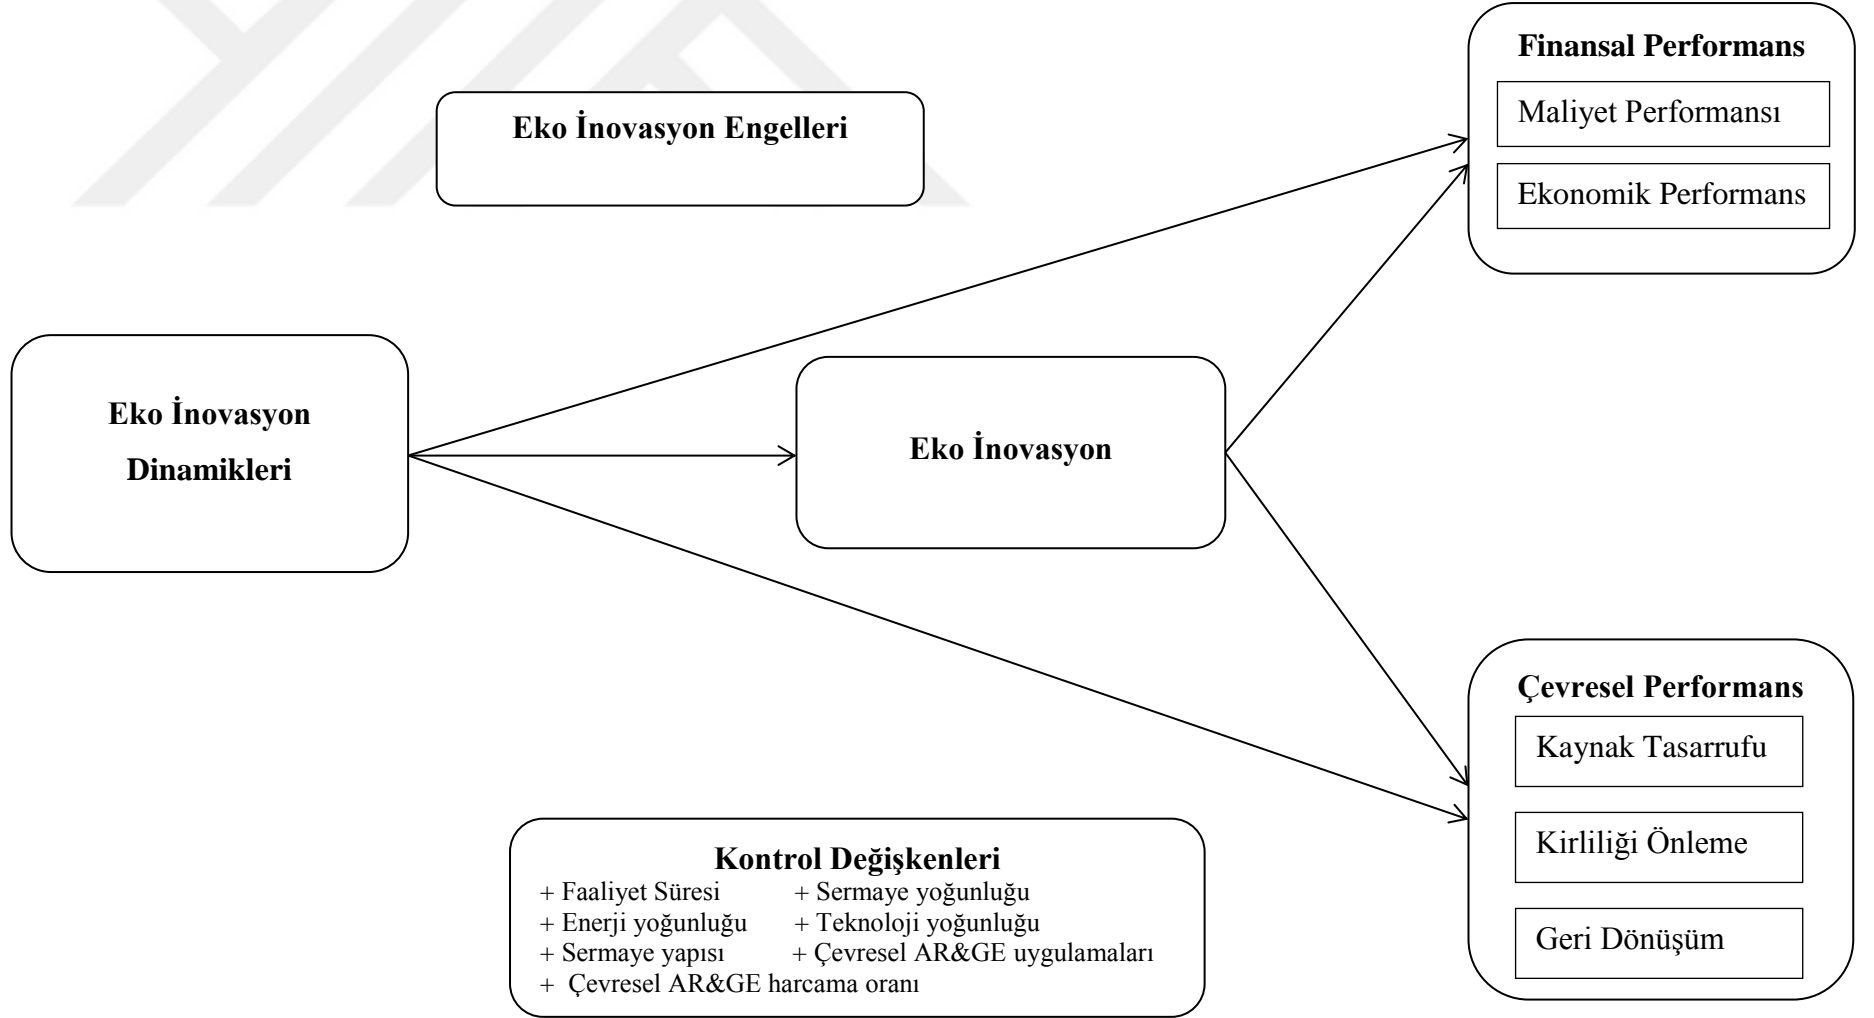 Finansal Performans
Maliyet Performansı
Ekonomik Performans
Eko İnovasyon Engelleri
Eko İnovasyon
Dinamikleri
Eko İnovasyon
Çevresel Performans
Kaynak Tasarrufu
Kirliliği Önleme
Geri Dönüşüm
Kontrol Değişkenleri
+ Faaliyet Süresi + Sermaye yoğunluğu
+ Enerji yoğunluğu + Teknoloji yoğunluğu
+ Sermaye yapısı + Çevresel AR&GE uygulamaları
+ Çevresel AR&GE harcama oranı